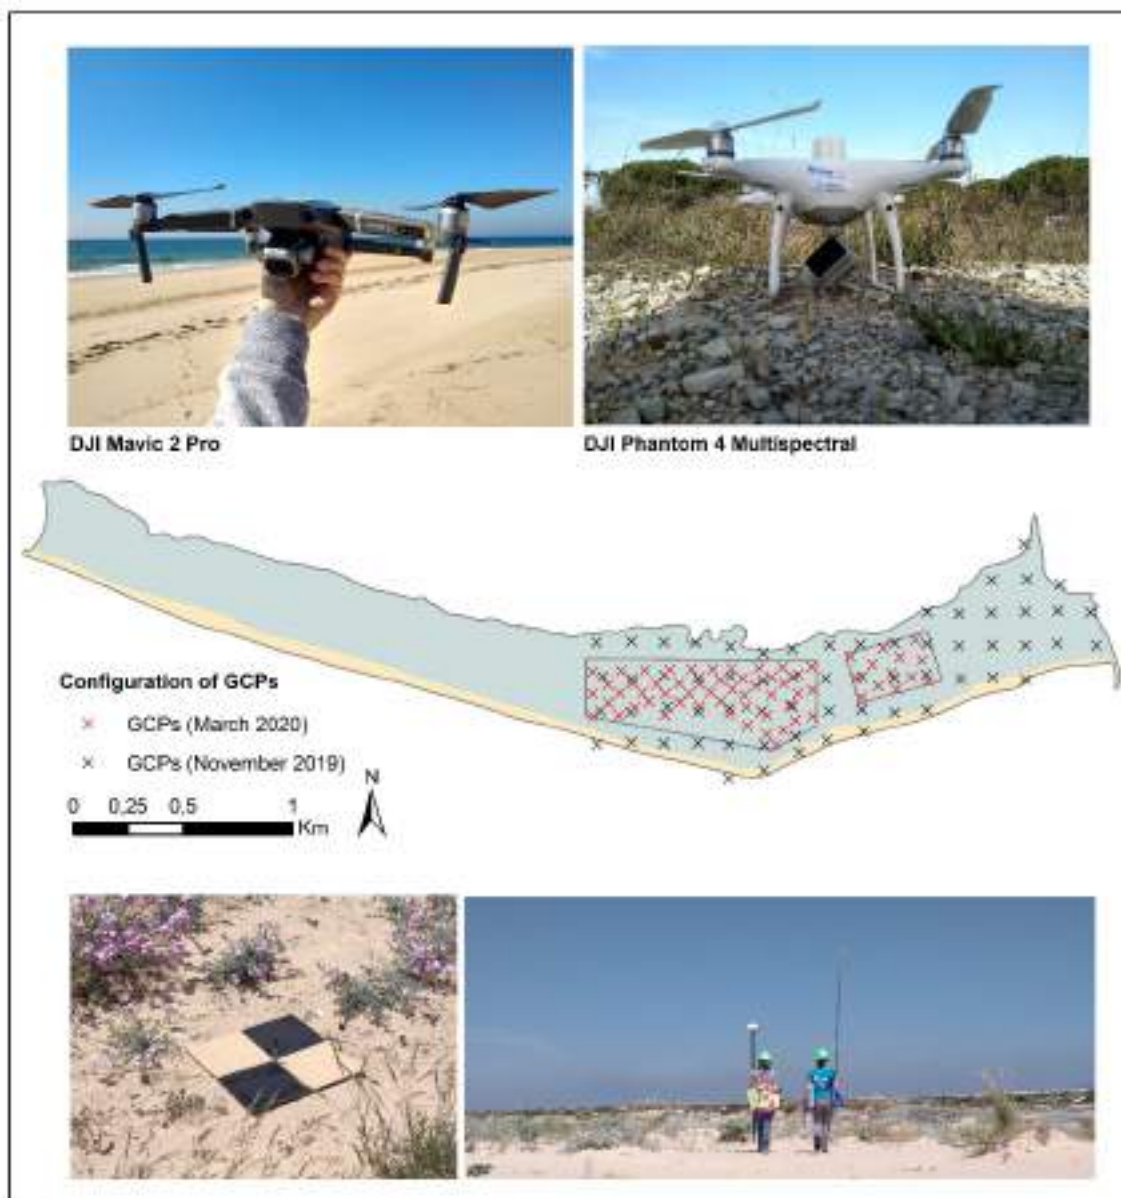 DJI Mavic 2 Pro
DJI Phantom 4 Multispectral
Configuration of GCPs
GCPs (March 2020)
GCPs (November 2019)
N
0 0,25 0,5 1
Km